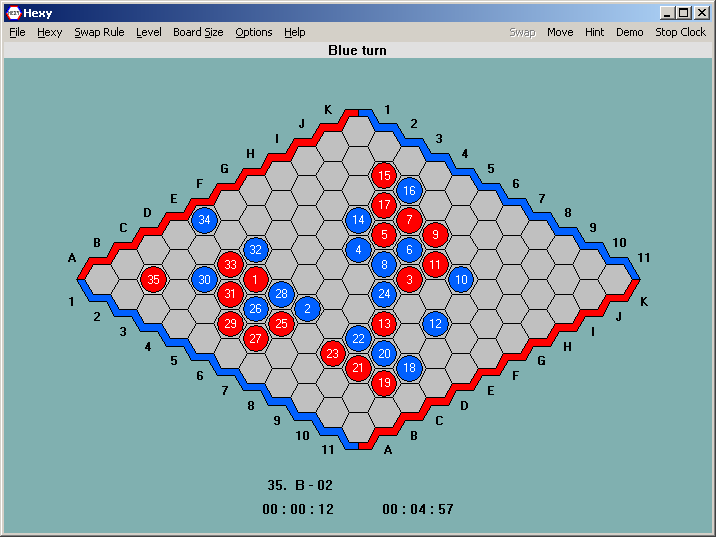 HEXY Hexy
File Hexy Swap Rule Level Board Size Options Help Swap Move Hint Demo Stop Clock
Blue turn
K 1
J 2
I 3
H 15 4
G 16 5
F 17 6
E 34 14 7 7
D 5 9 8
C 32 4 6 9
B 33 8 11 10
A 11
35 30 1 3 10
1 31 28 24 K
2 26 2 J
3 29 25 13 12 I
4 27 22 H
5 23 20 G
6 21 18 F
7 19 E
8 D
9 C
10 B
11 A
35. B - 02
00 : 00 : 12 00 : 04 : 57